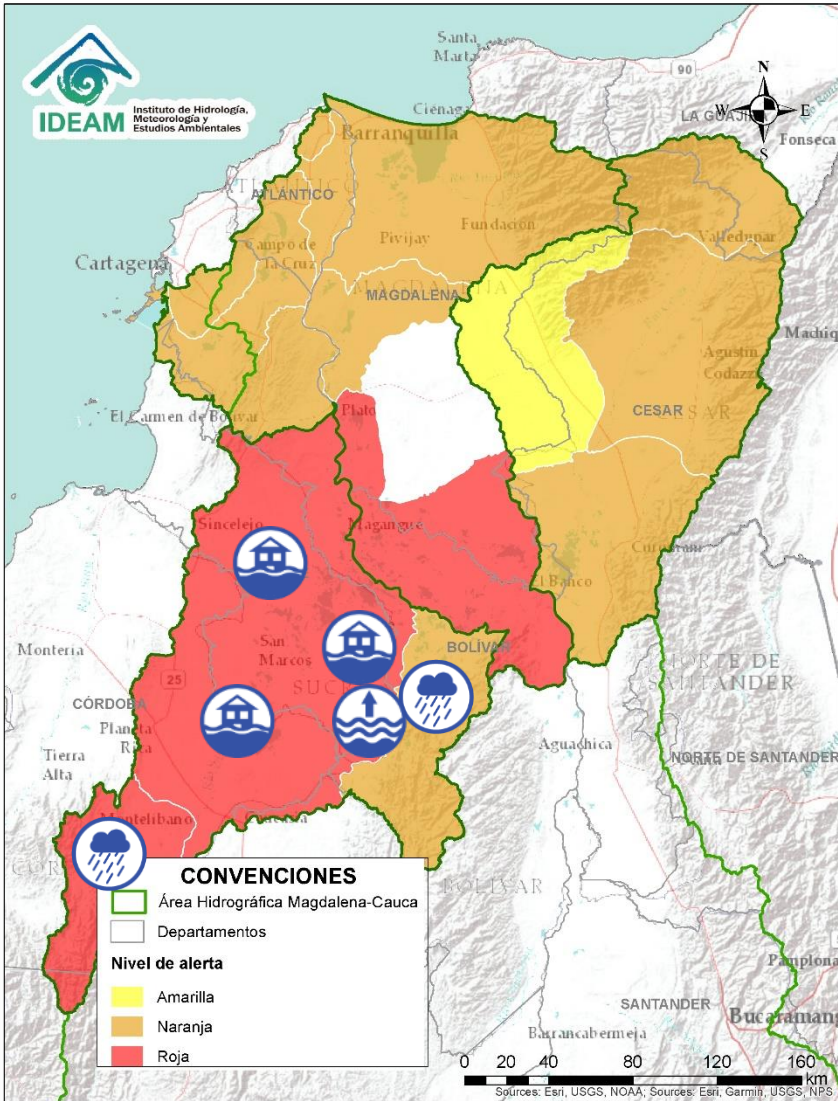 IDEAM
Instituto de Hidrología,
Meteorología y
Estudios Ambientales
Santa
Marta
90
N
W
E
S
LA GUAJI
Fonseca
Ciénaga
Barranquilla
ATLÁNTICO
Fundación
Pivijay
Valledupar
Campo de
la Cruz
Cartagena
MAGDALENA
Machiq
Agustín
Codazzi
El Carmen de Bolívar
Plato
CESAR
Sincelejo
Magangué
Curumaní
El Banco
Montería
San
Marcos
BOLÍVAR
25
SUCRE
NORTE DE
SANTANDER
CÓRDOBA
Planeta
Rica
Aguachica
Tierra
Alta
NORTE DE SANTANDER
Montelíbano
Caucasia
BOLÍVAR
CONVENCIONES
Área Hidrográfica Magdalena-Cauca
Departamentos
Nivel de alerta
Amarilla
Naranja
Roja
Pamplona
SANTANDER
Bucaramang
Barrancabermeja
0 20 40 80 120 160
km
Sources: Esri, USGS, NOAA; Sources: Esri, Garmin, USGS, NPS